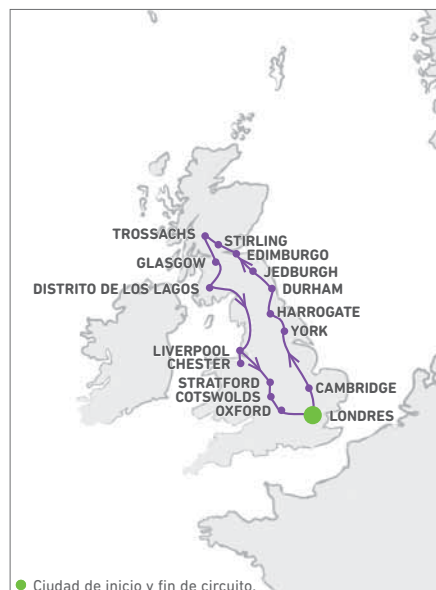 TROSSACHS
STIRLING
EDIMBURGO
GLASGOW
JEDBURGH
DISTRITO DE LOS LAGOS
DURHAM
HARROGATE
YORK
LIVERPOOL
CHESTER
STRATFORD
CAMBRIDGE
COTSWOLDS
OXFORD
LONDRES
Ciudad de inicio y fin de circuito.